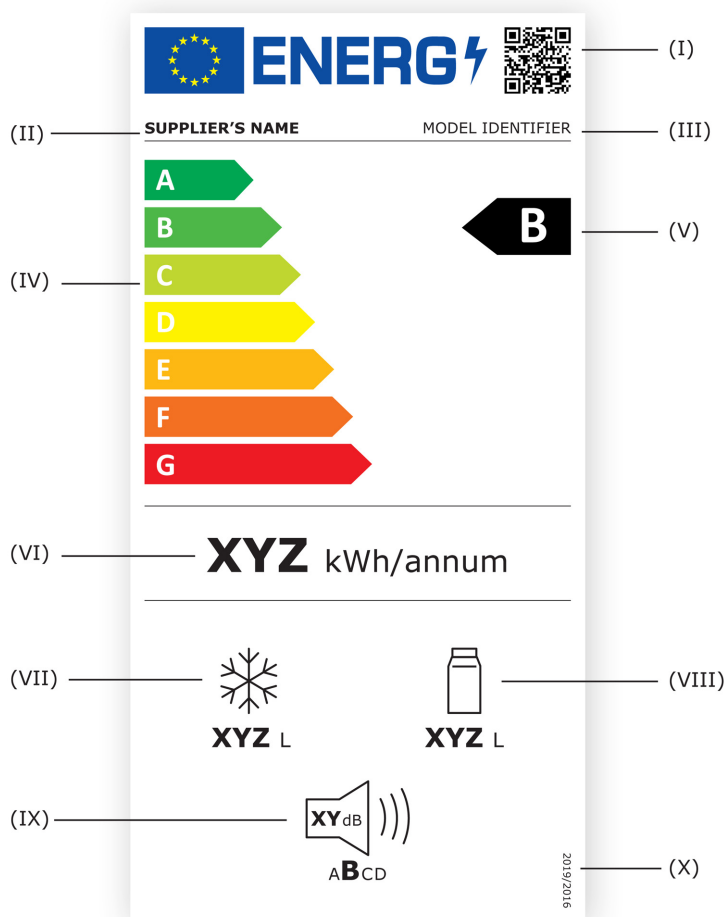 ENERG
(I)
(II)
SUPPLIER'S NAME
MODEL IDENTIFIER
(III)
A
B
B
(V)
(IV)
C
D
E
F
G
(VI)
XYZ kWh/annum
(VII)
(VIII)
XYZ L
XYZ L
(IX)
XYdB
ABCD
2019/2016
(X)